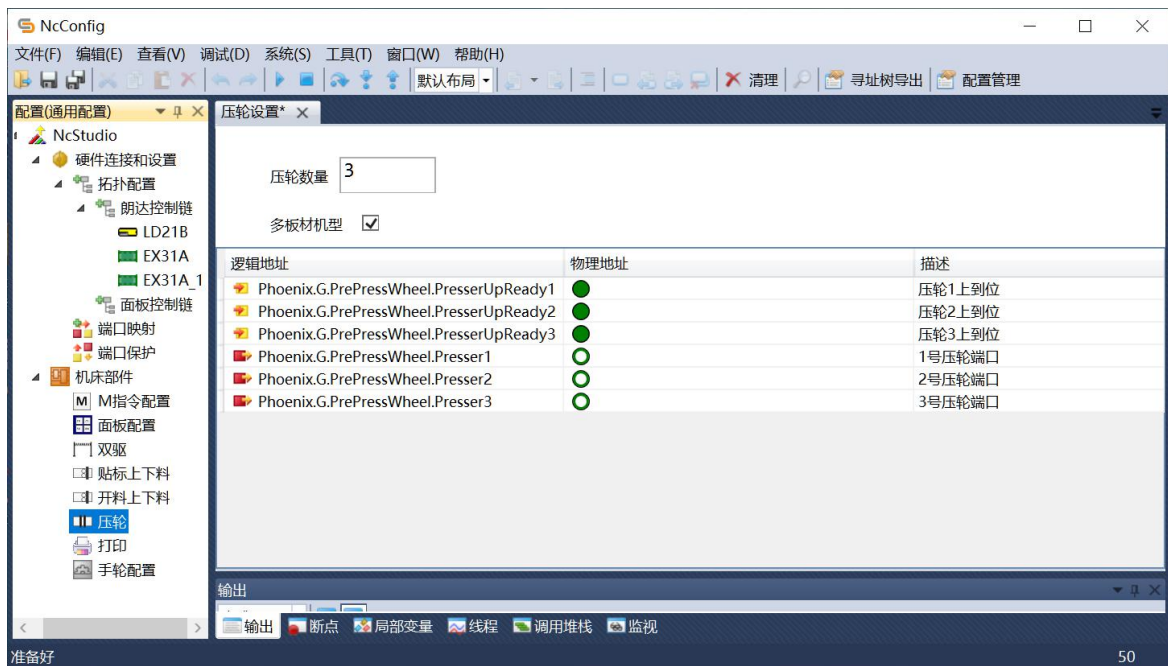 NcConfig
文件(F) 编辑(E) 查看(V) 调试(D) 系统(S) 工具(T) 窗口(W) 帮助(H)
默认布局 清理 寻址树导出 配置管理
配置(通用配置) 压轮设置*
NcStudio
硬件连接和设置
拓扑配置
朗达控制链
LD21B
EX31A
EX31A_1
面板控制链
端口映射
端口保护
机床部件
M M指令配置
面板配置
双驱
贴标上下料
开料上下料
压轮
打印
手轮配置
压轮数量 3
多板材机型
逻辑地址 物理地址 描述
Phoenix.G.PrePressWheel.PresserUpReady1 压轮1上到位
Phoenix.G.PrePressWheel.PresserUpReady2 压轮2上到位
Phoenix.G.PrePressWheel.PresserUpReady3 压轮3上到位
Phoenix.G.PrePressWheel.Presser1 1号压轮端口
Phoenix.G.PrePressWheel.Presser2 2号压轮端口
Phoenix.G.PrePressWheel.Presser3 3号压轮端口
输出
输出 断点 局部变量 线程 调用堆栈 监视
准备好 50